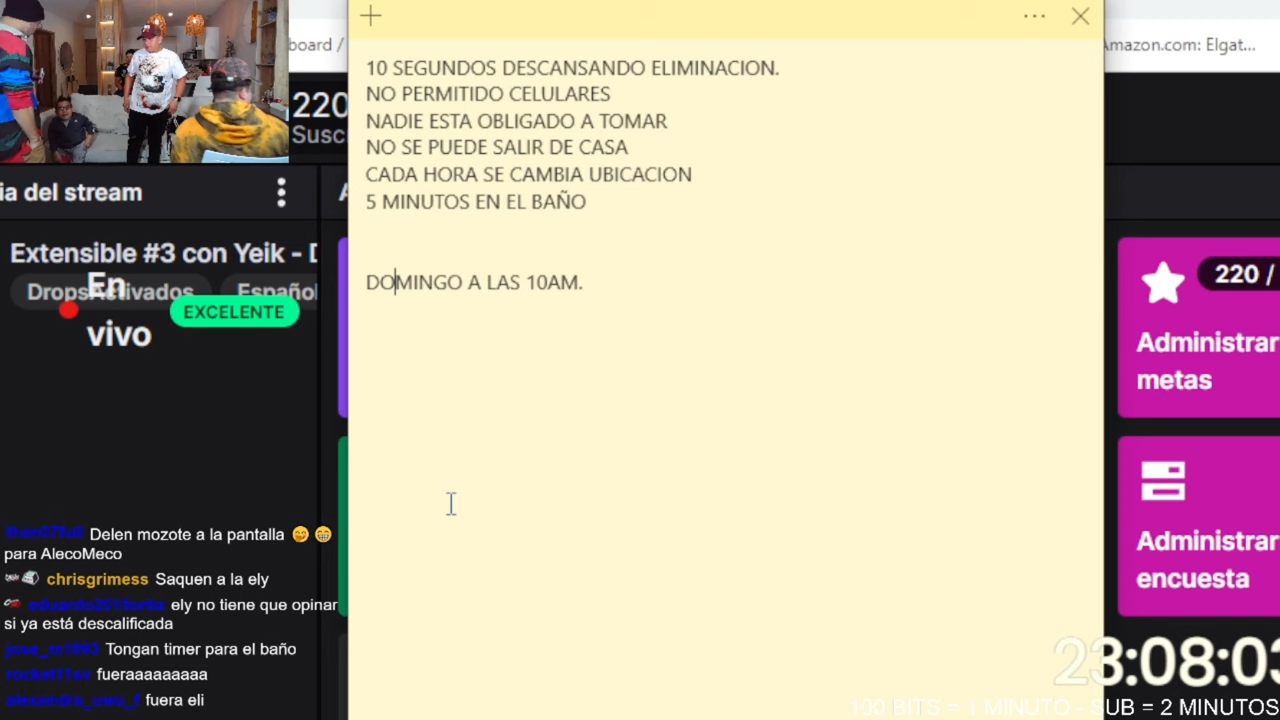 board /
Amazon.com: Elgat...
10 SEGUNDOS DESCANSANDO ELIMINACION.
NO PERMITIDO CELULARES
NADIE ESTA OBLIGADO A TOMAR
NO SE PUEDE SALIR DE CASA
CADA HORA SE CAMBIA UBICACION
5 MINUTOS EN EL BAÑO
DOMINGO A LAS 10AM.
220
Susc
ia del stream
Extensible #3 con Yeik - D
DropsActivados
Español
En
vivo
EXCELENTE
220 /
Administrar
metas
Administrar
encuesta
Delen mozote a la pantalla
para AlecoMeco
chrisgrimess Saquen a la ely
ely no tiene que opinar
si ya está descalificada
jose_m1993 Tongan timer para el baño
fueraaaaaaaaa
alexandra_uwu_f fuera eli
23:08:03
100 BITS = 1 MINUTO - SUB = 2 MINUTOS